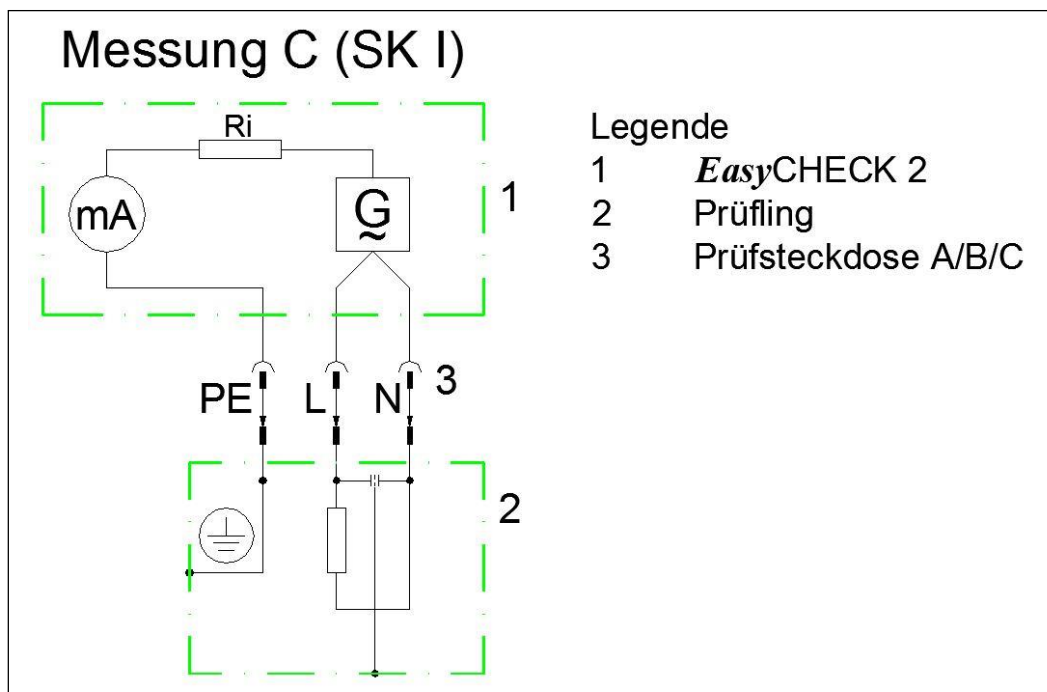 Messung C (SK I)
Ri
mA
G
~
1
Legende
1 EasyCHECK 2
2 Prüfling
3 Prüfsteckdose A/B/C
PE L N 3
2